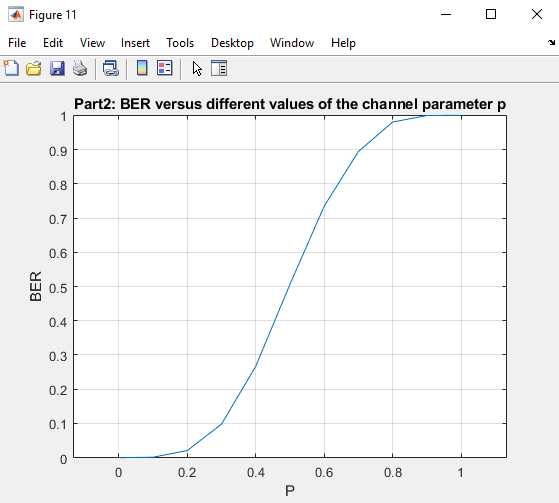 Figure 11
File Edit View Insert Tools Desktop Window Help
Part2: BER versus different values of the channel parameter p
1
0.9
0.8
0.7
0.6
0.5
0.4
0.3
0.2
0.1
0
BER
0 0.2 0.4 0.6 0.8 1
P